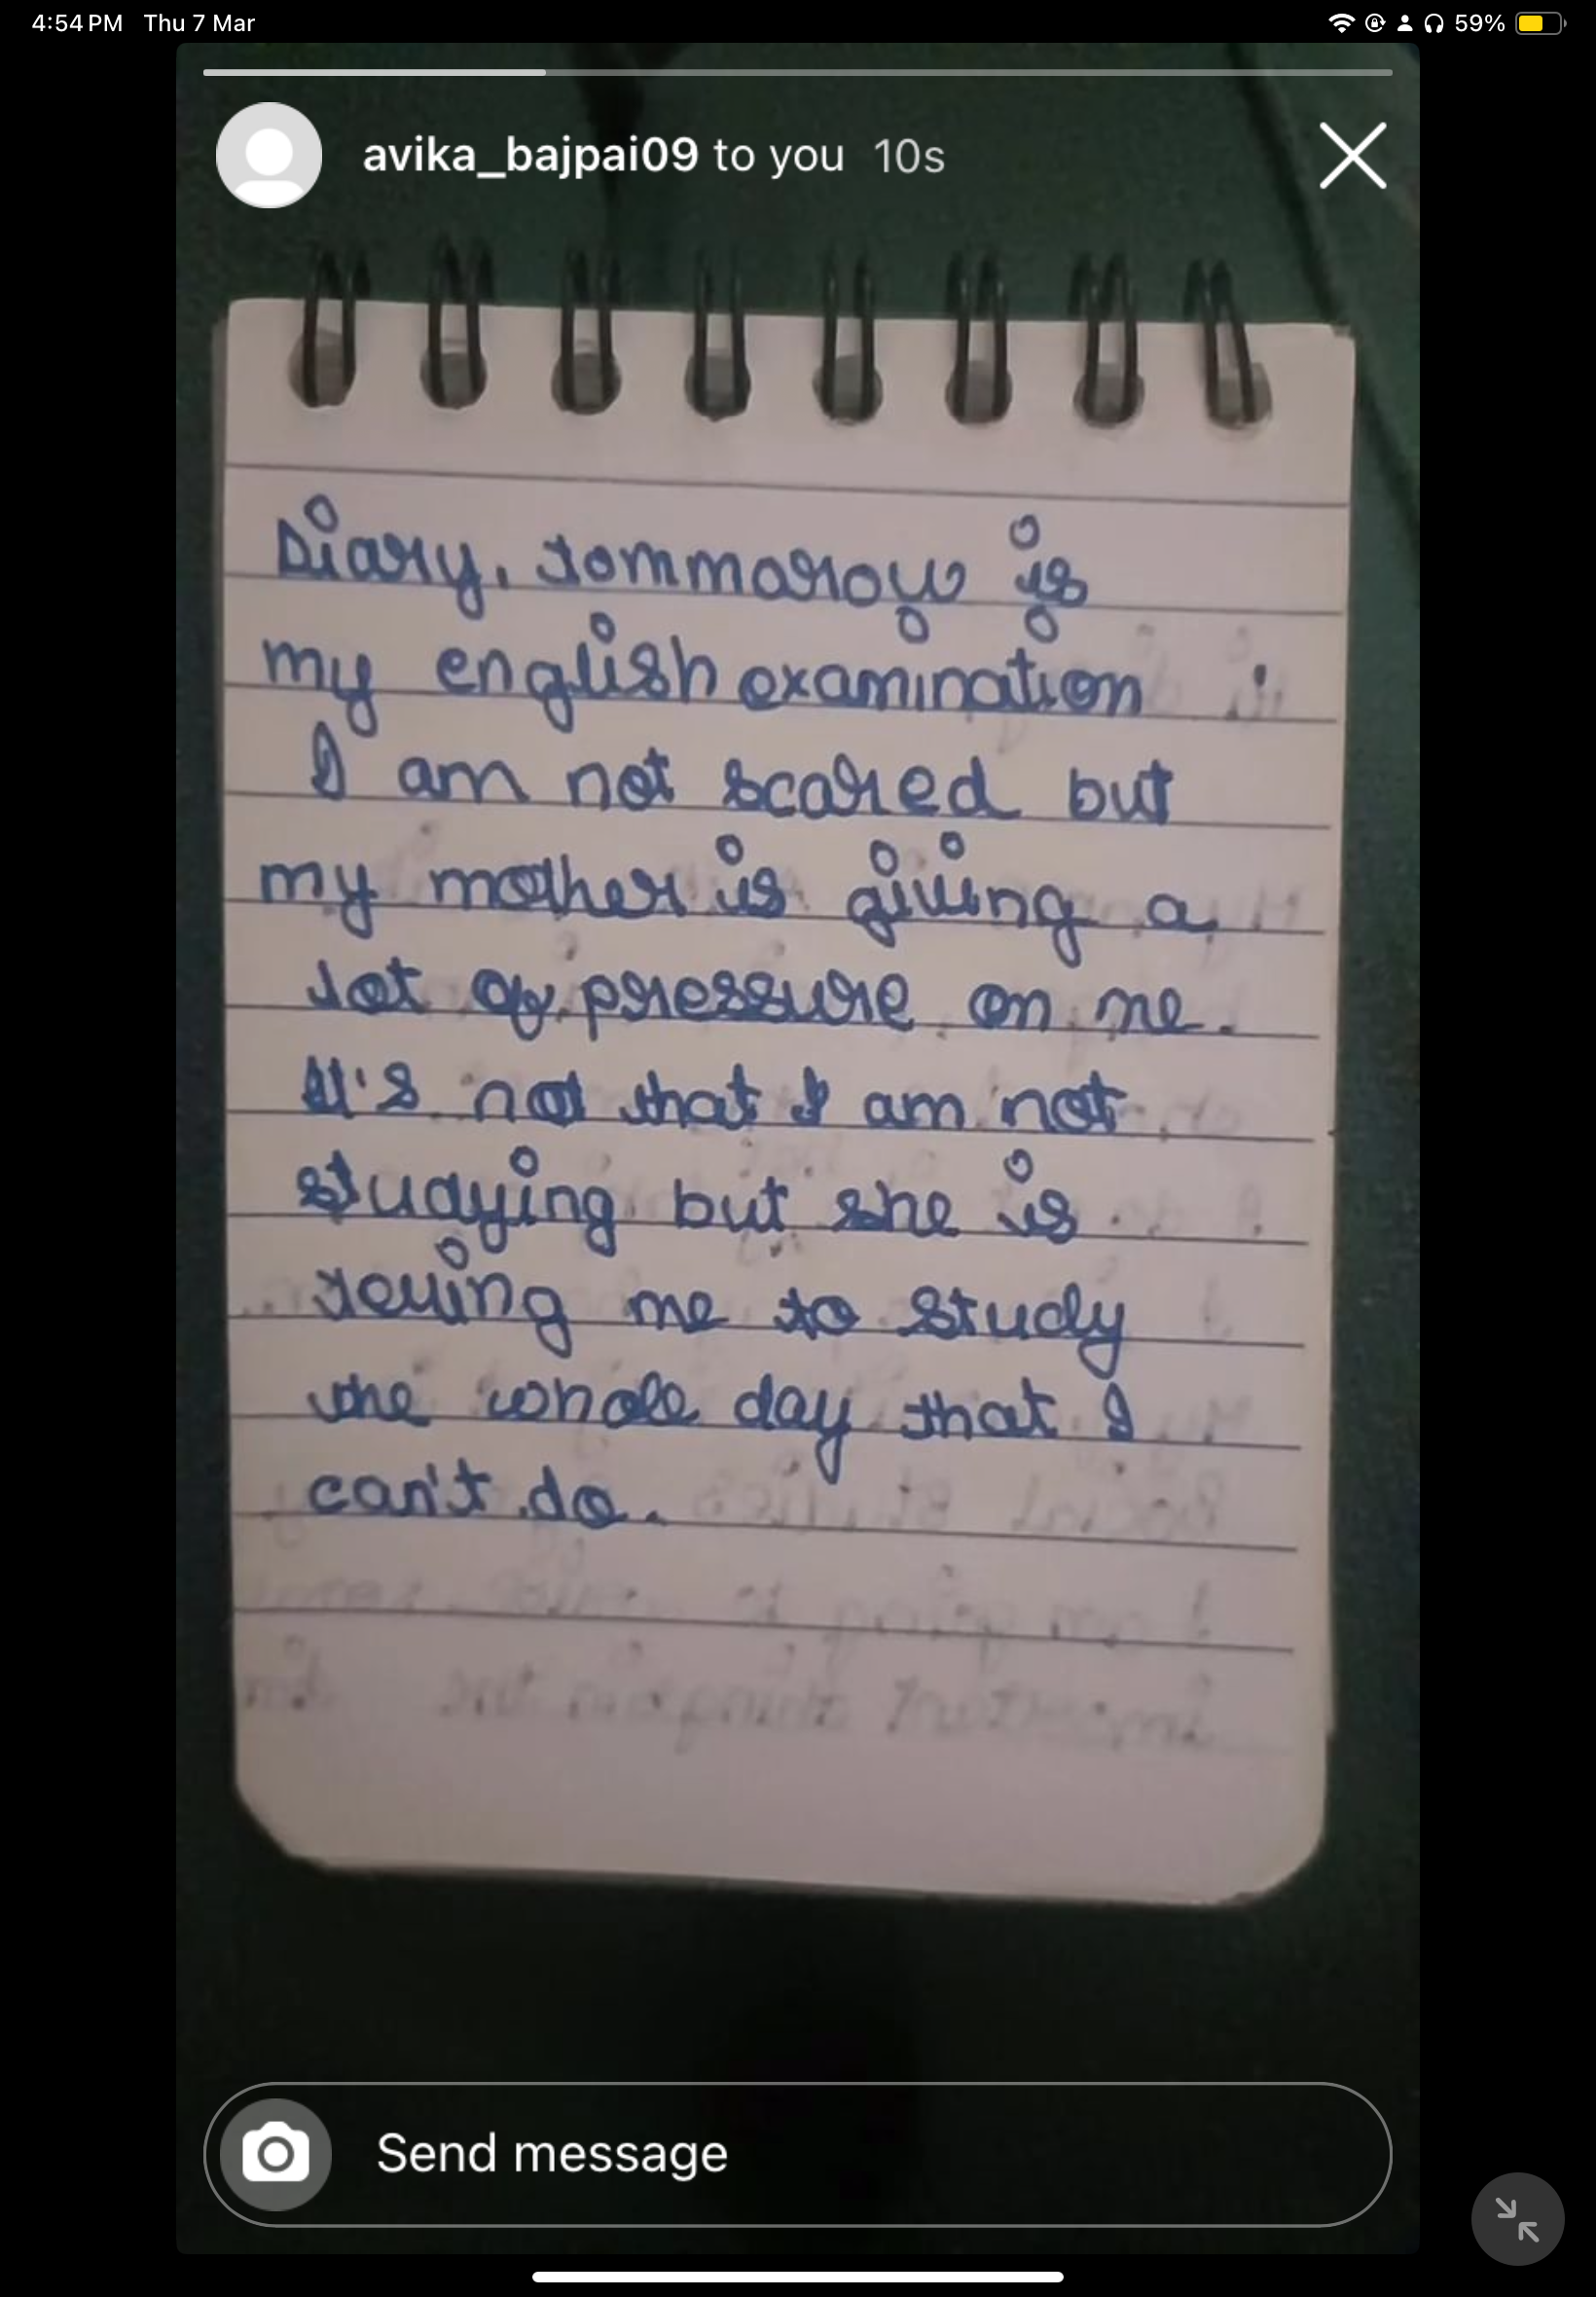 4:54 PM Thu 7 Mar 59%
avika_bajpai09 to you 10s
Diary, tommarow is
my english examination
I am not scared but
my mother is giving a
lot of pressure on me.
It's not that I am not
studying but she is
telling me to study
the whole day that I
can't do.
Send message